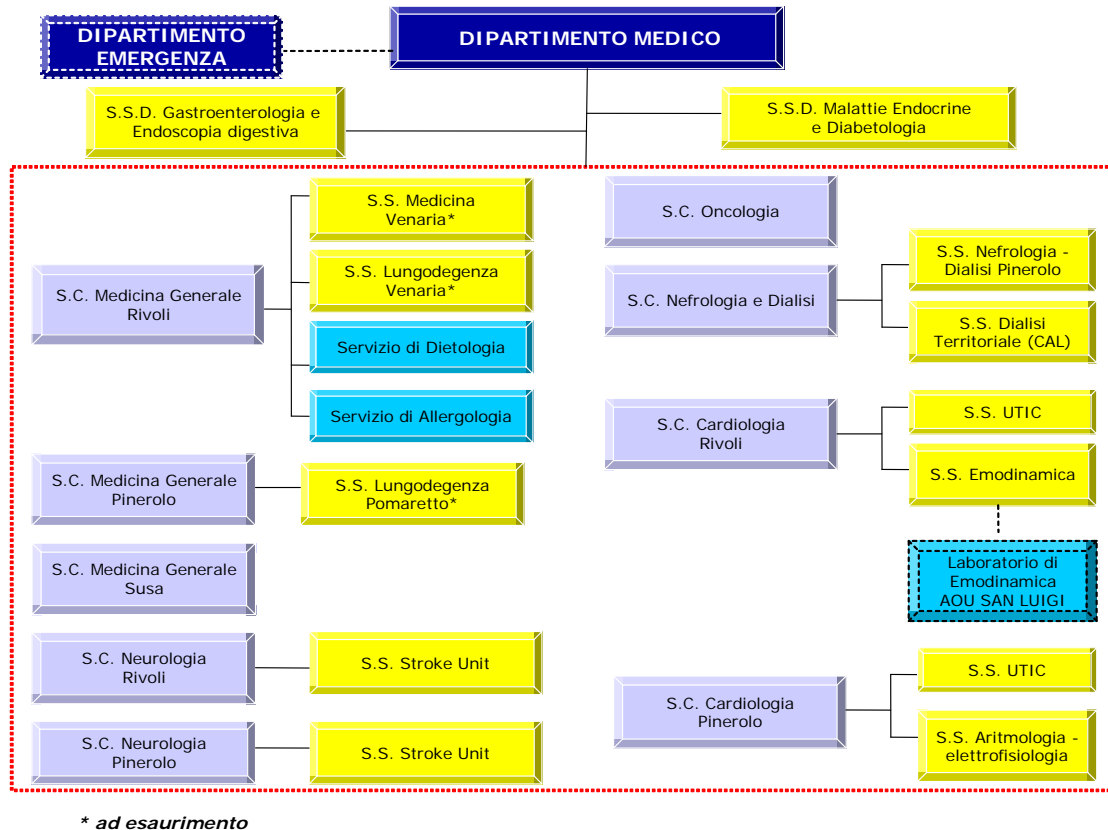 DIPARTIMENTO
EMERGENZA
DIPARTIMENTO MEDICO
S.S.D. Gastroenterologia e
Endoscopia digestiva
S.S.D. Malattie Endocrine
e Diabetologia
S.C. Medicina Generale
Rivoli
S.S. Medicina
Venaria*
S.S. Lungodegenza
Venaria*
Servizio di Dietologia
Servizio di Allergologia
S.C. Medicina Generale
Pinerolo
S.S. Lungodegenza
Pomaretto*
S.C. Medicina Generale
Susa
S.C. Neurologia
Rivoli
S.S. Stroke Unit
S.C. Neurologia
Pinerolo
S.S. Stroke Unit
S.C. Oncologia
S.C. Nefrologia e Dialisi
S.S. Nefrologia -
Dialisi Pinerolo
S.S. Dialisi
Territoriale (CAL)
S.C. Cardiologia
Rivoli
S.S. UTIC
S.S. Emodinamica
Laboratorio di
Emodinamica
AOU SAN LUIGI
S.C. Cardiologia
Pinerolo
S.S. UTIC
S.S. Aritmologia -
elettrofisiologia
* ad esaurimento